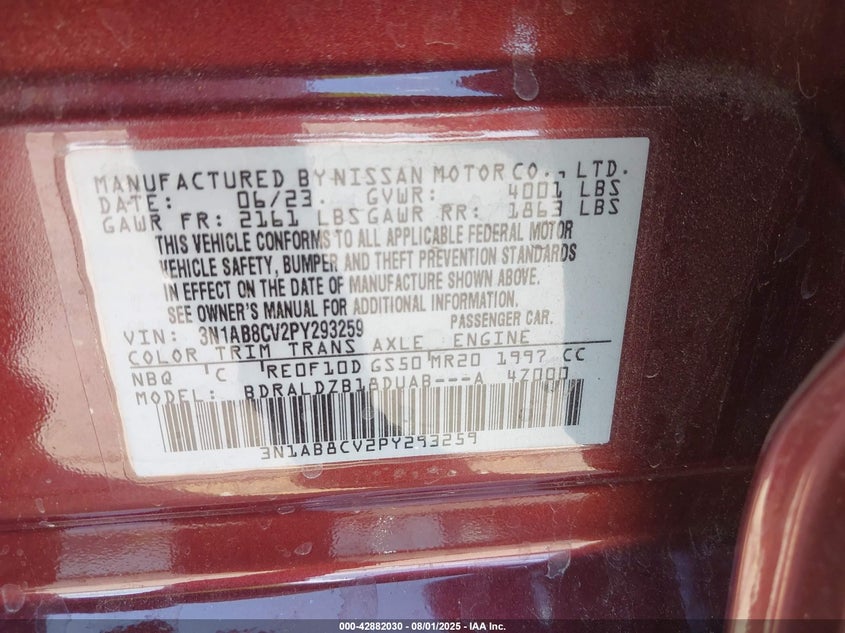 MANUFACTURED BY NISSAN MOTOR CO., LTD.
DATE: 06/23. GVWR: 4001 LBS
GAWR FR: 2161 LBS GAWR RR: 1863 LBS
THIS VEHICLE CONFORMS TO ALL APPLICABLE FEDERAL MOTOR
VEHICLE SAFETY, BUMPER AND THEFT PREVENTION STANDARDS
IN EFFECT ON THE DATE OF MANUFACTURE SHOWN ABOVE.
SEE OWNER'S MANUAL FOR ADDITIONAL INFORMATION.
VIN: 3N1AB8CV2PY293259 PASSENGER CAR.
COLOR TRIM TRANS AXLE ENGINE
NBQ C RE0F10D GS50 MR20 1997 CC
MODEL: BDRALDZB18DUAB---A 4Z000
3N1AB8CV2PY293259
000-42882030 - 08/01/2025 - IAA Inc.